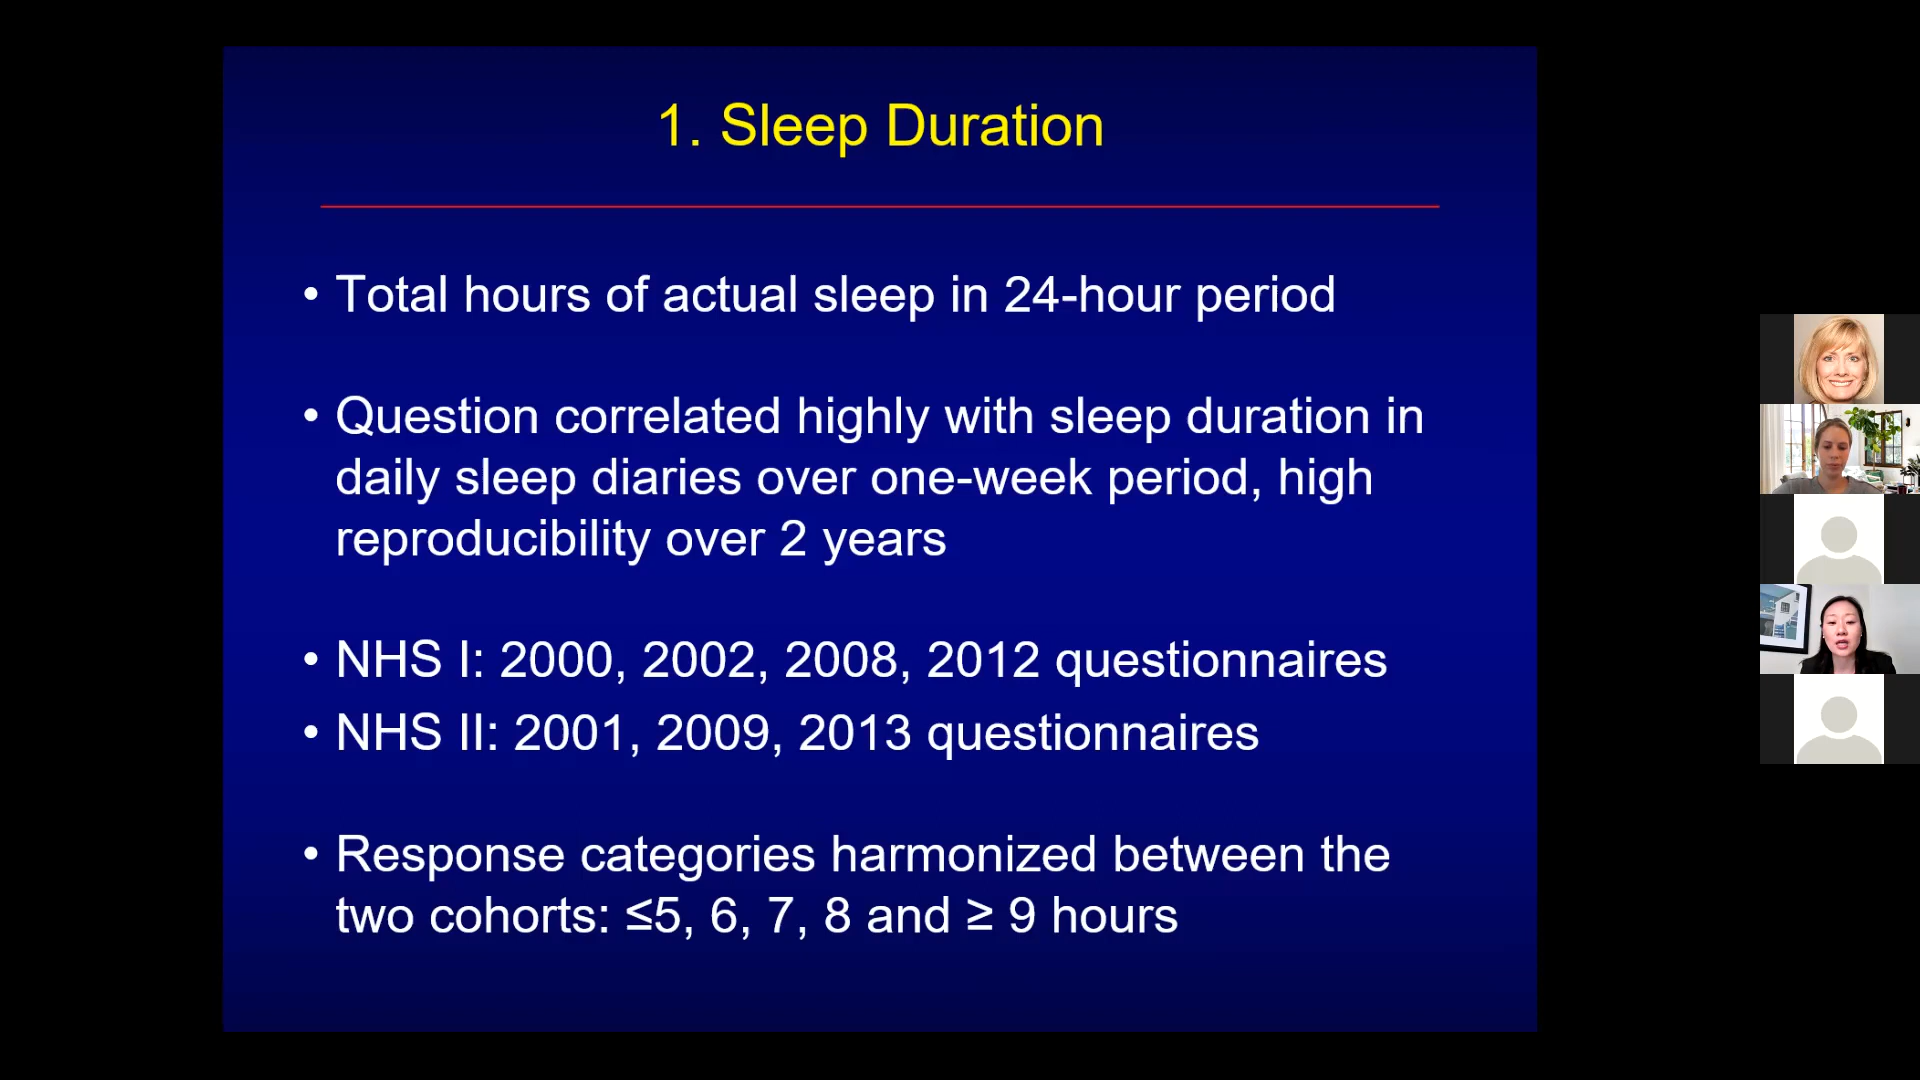 1. Sleep Duration
• Total hours of actual sleep in 24-hour period
• Question correlated highly with sleep duration in
daily sleep diaries over one-week period, high
reproducibility over 2 years
• NHS I: 2000, 2002, 2008, 2012 questionnaires
• NHS II: 2001, 2009, 2013 questionnaires
• Response categories harmonized between the
two cohorts: ≤5, 6, 7, 8 and ≥ 9 hours